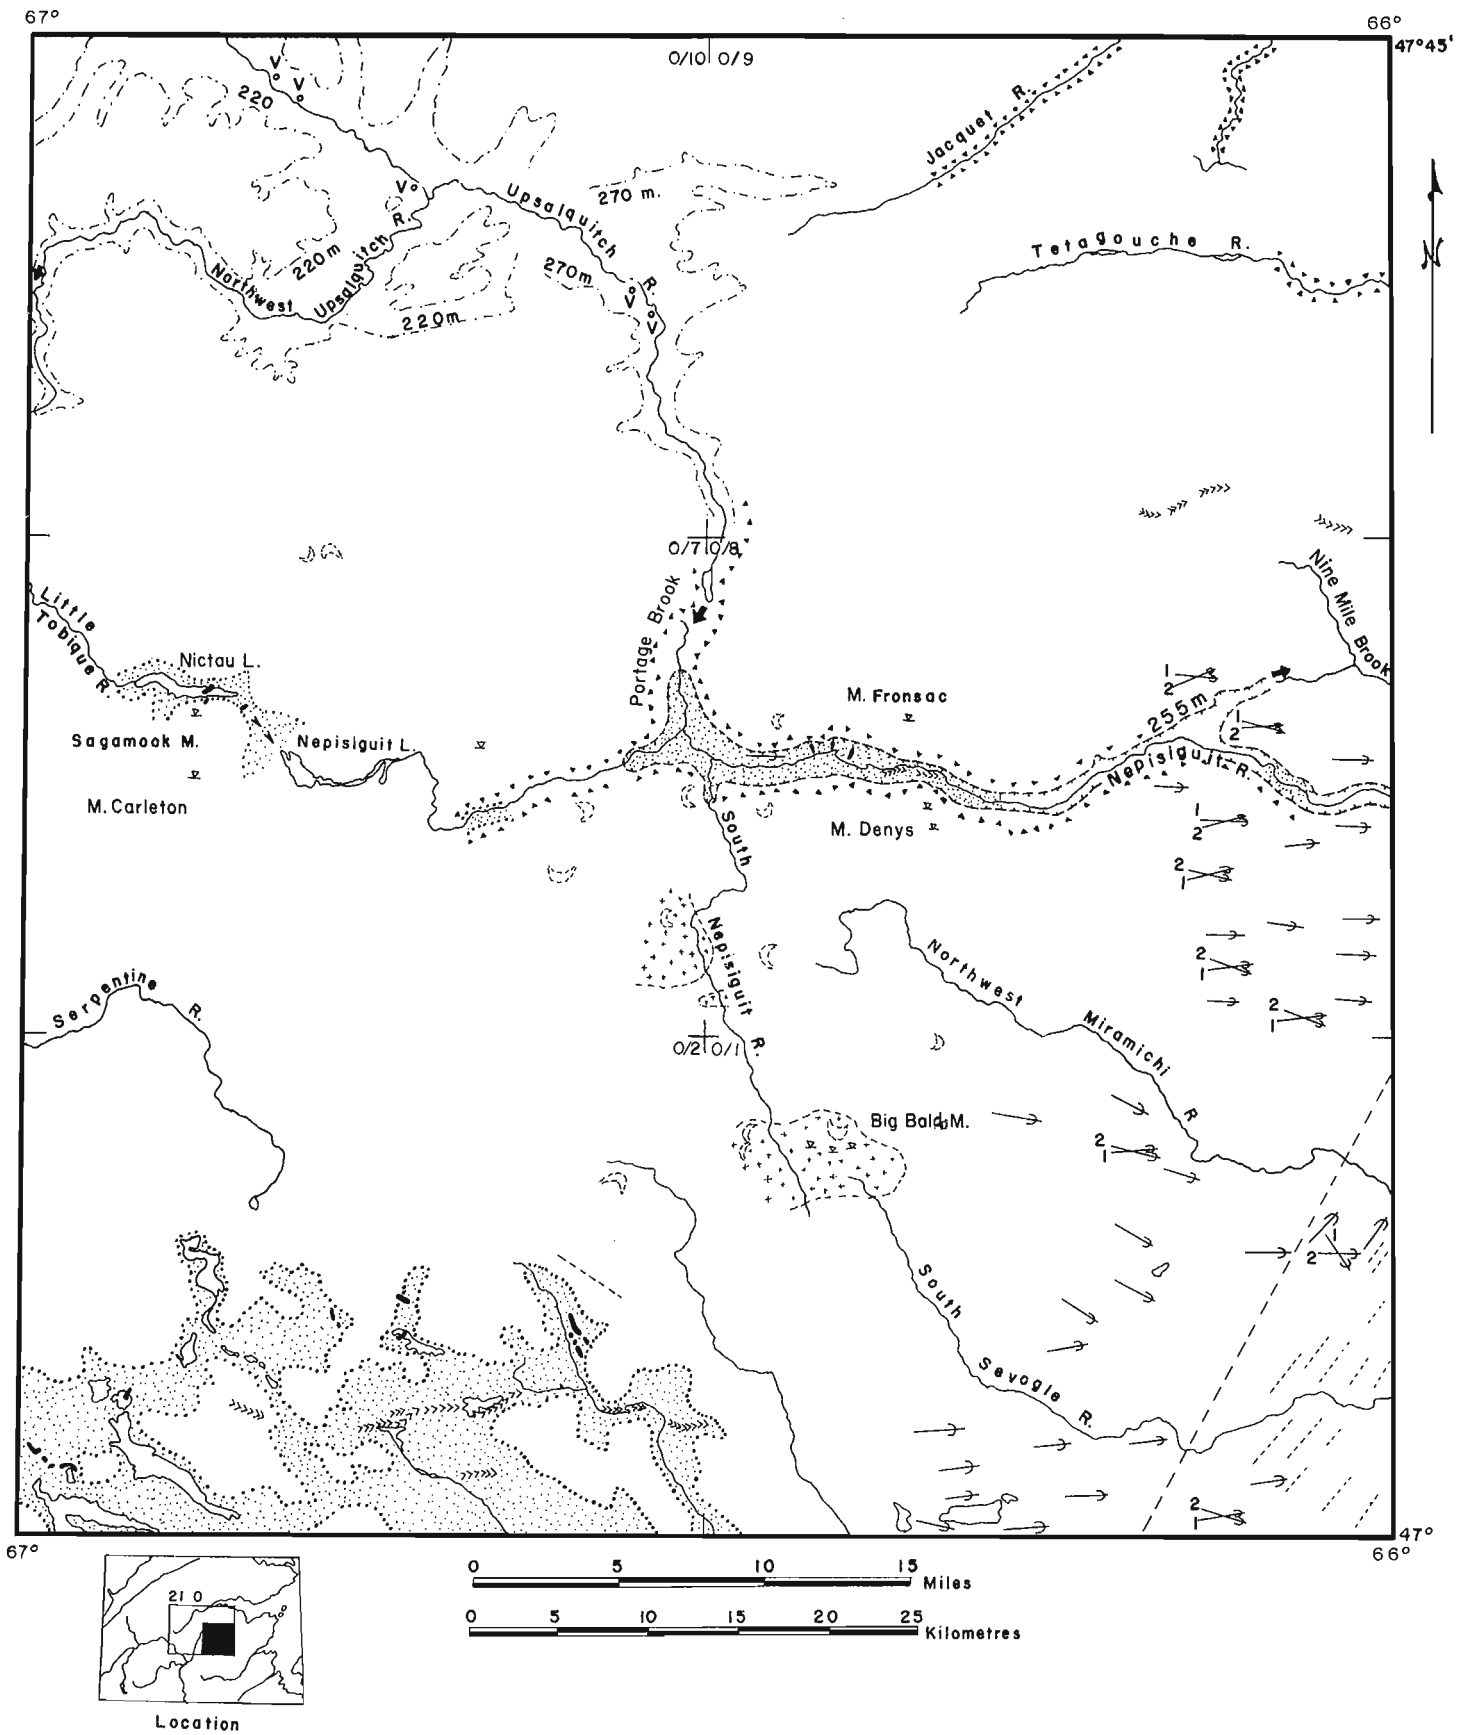 67°
66°
47°45'
0/10 0/9
V
V
220
Jacquet R.
V
Upsalquitch R.
270 m.
220m
Northwest Upsalquitch R.
270m
220m
V
V
Tetagouche R.
N
0/7 0/8
Portage Brook
Nine Mile Brook
Little Tobique R.
Nictau L.
Sagamook M.
Nepisiguit L.
M. Carleton
M. Fronsac
1
2
255m
1
2
Nepisiguit R.
M. Denys
1
2
2
1
South Nepisiguit R.
Northwest Miramichi R.
2
1
2
1
Serpentine R.
0/2 0/1
Big Bald M.
2
1
1
2
South Sevogle R.
2
1
67°
47°
66°
21 O
Location
0 5 10 15
Miles
0 5 10 15 20 25
Kilometres